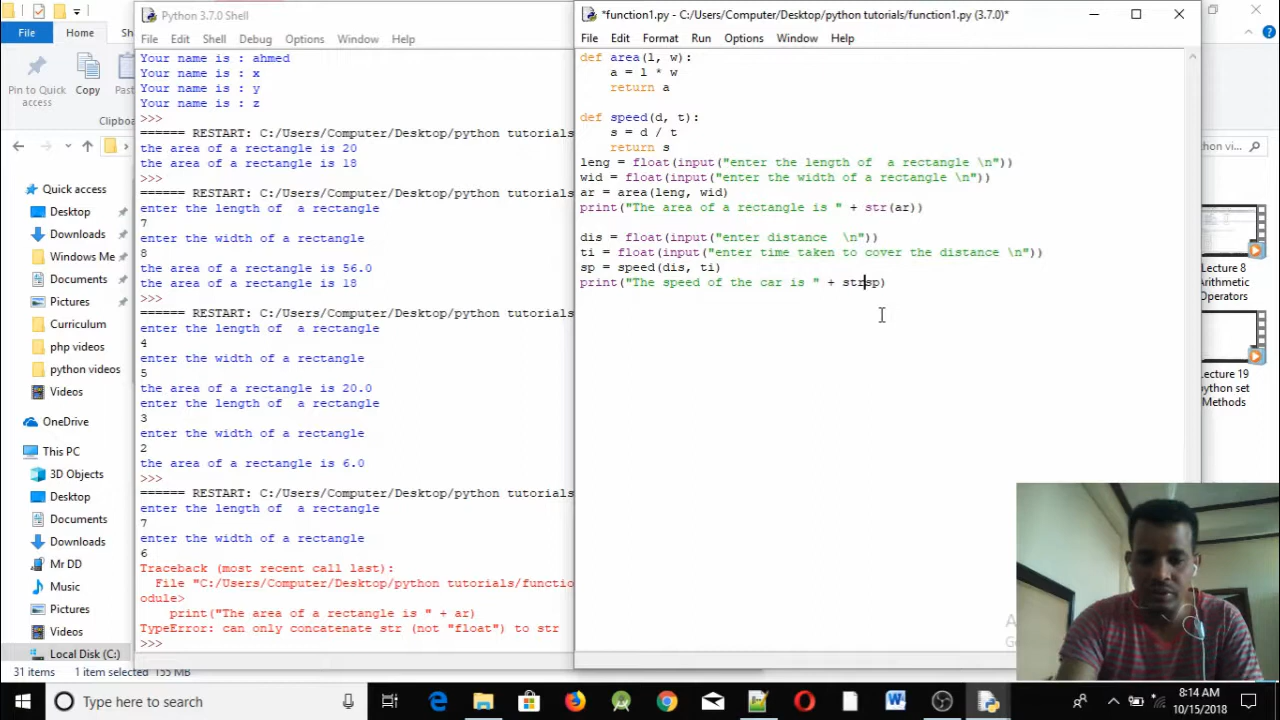 Python 3.7.0 Shell
File Edit Shell Debug Options Window Help
Your name is : ahmed
Your name is : x
Your name is : y
Your name is : z
>>>
====== RESTART: C:/Users/Computer/Desktop/python tutorials
the area of a rectangle is 20
the area of a rectangle is 18
>>>
====== RESTART: C:/Users/Computer/Desktop/python tutorials
enter the length of  a rectangle
7
enter the width of a rectangle
8
the area of a rectangle is 56.0
the area of a rectangle is 18
>>>
====== RESTART: C:/Users/Computer/Desktop/python tutorials
enter the length of  a rectangle
4
enter the width of a rectangle
5
the area of a rectangle is 20.0
enter the length of  a rectangle
3
enter the width of a rectangle
2
the area of a rectangle is 6.0
>>>
====== RESTART: C:/Users/Computer/Desktop/python tutorials
enter the length of  a rectangle
7
enter the width of a rectangle
6
Traceback (most recent call last):
  File "C:/Users/Computer/Desktop/python tutorials/functio
odule>
    print("The area of a rectangle is " + ar)
TypeError: can only concatenate str (not "float") to str
>>>
*function1.py - C:/Users/Computer/Desktop/python tutorials/function1.py (3.7.0)*
File Edit Format Run Options Window Help
def area(l, w):
    a = l * w
    return a
def speed(d, t):
    s = d / t
    return s
leng = float(input("enter the length of  a rectangle \n"))
wid = float(input("enter the width of a rectangle \n"))
ar = area(leng, wid)
print("The area of a rectangle is " + str(ar))
dis = float(input("enter distance  \n"))
ti = float(input("enter time taken to cover the distance \n"))
sp = speed(dis, ti)
print("The speed of the car is " + strsp)
File Home Sh
Pin to Quick
access
Copy
Past
Clipboa
Quick access
Desktop
Downloads
Windows Me
Documents
Pictures
Curriculum
php videos
python videos
Videos
OneDrive
This PC
3D Objects
Desktop
Documents
Downloads
Mr DD
Music
Pictures
Videos
Local Disk (C:)
31 items 1 item selected 155 MB
on vi...
Lecture 8
Arithmetic
Operators
Lecture 19
python set
Methods
Type here to search
8:14 AM
10/15/2018